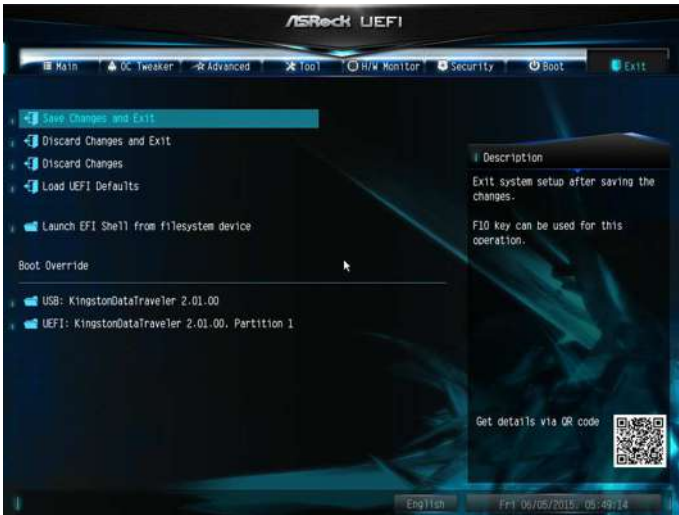 ASRock UEFI
Main
OC Tweaker
Advanced
Tool
H/W Monitor
Security
Boot
Exit
Save Changes and Exit
Discard Changes and Exit
Discard Changes
Load UEFI Defaults
Launch EFI Shell from filesystem device
Boot Override
USB: KingstonDataTraveler 2.01.00
UEFI: KingstonDataTraveler 2.01.00, Partition 1
Description
Exit system setup after saving the
changes.
F10 key can be used for this
operation.
Get details via QR code
English
Fri 06/05/2015, 05:49:14